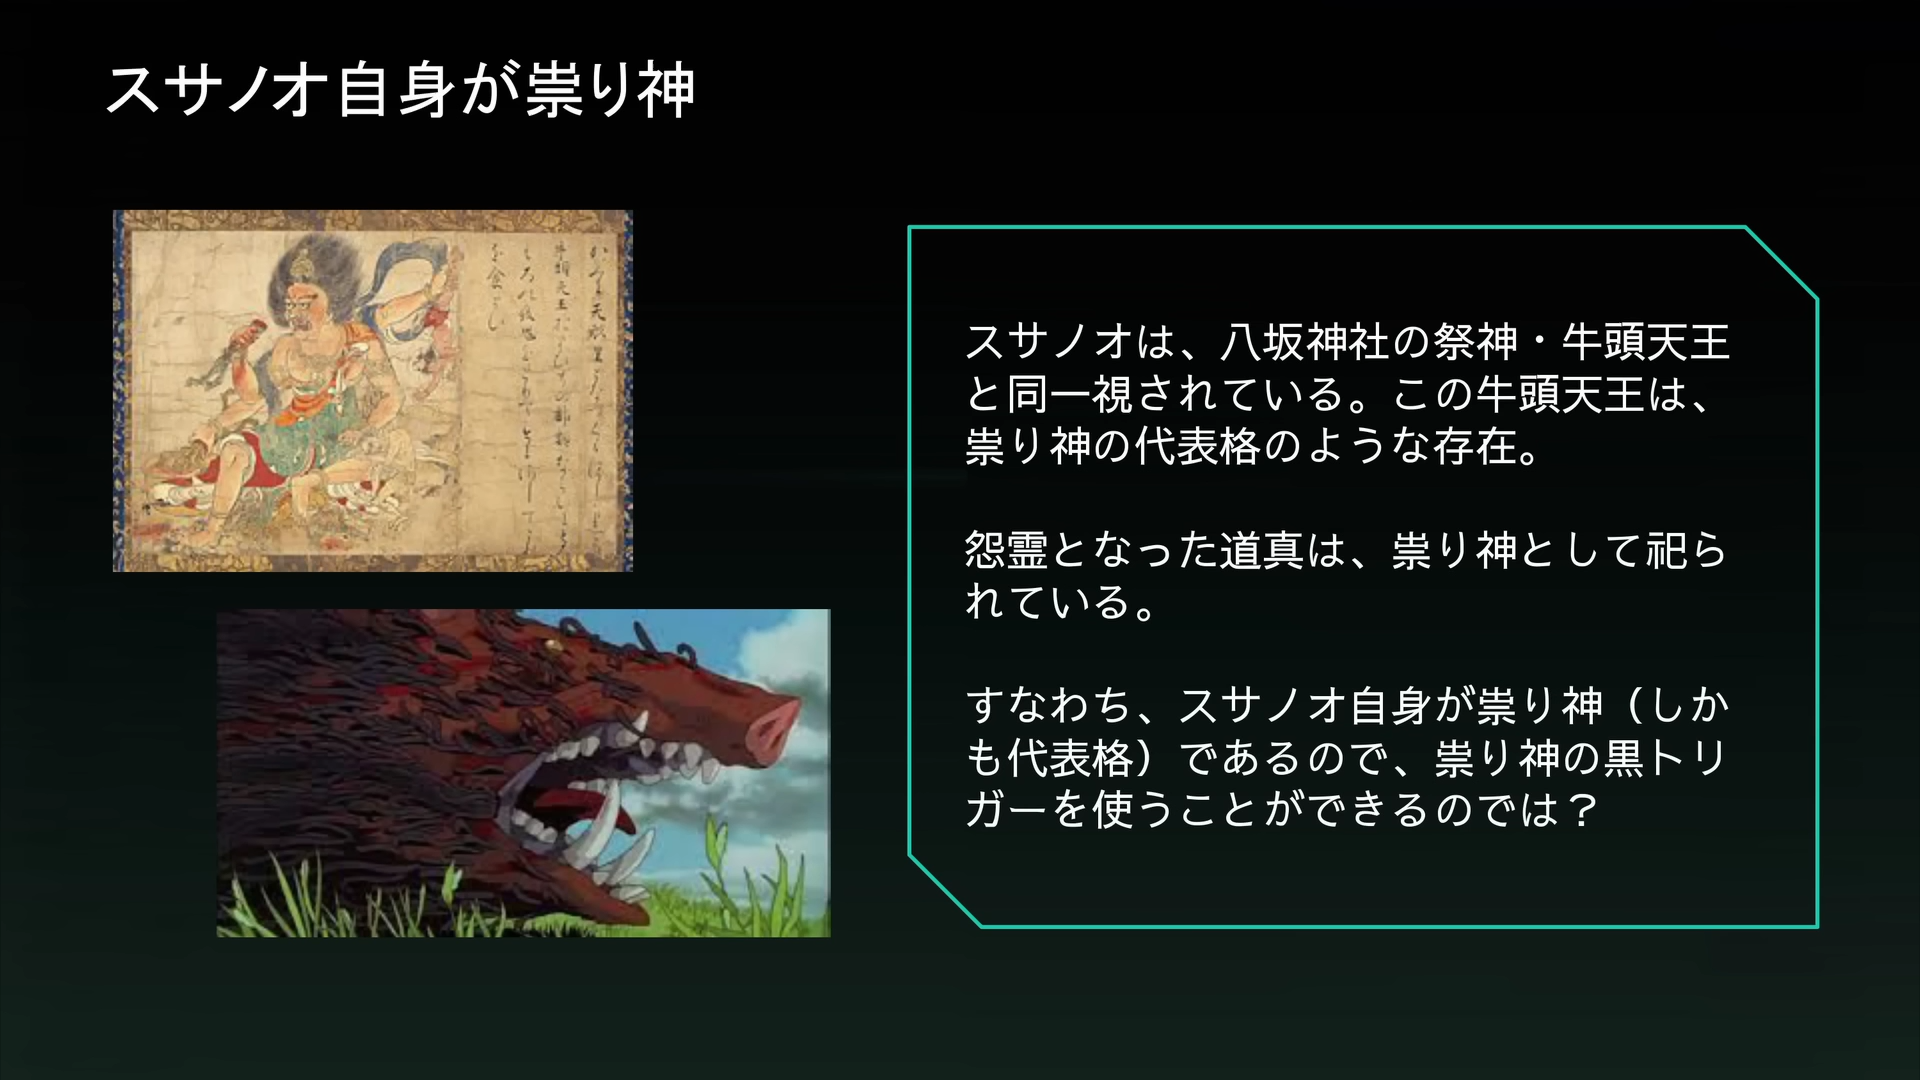 スサノオ自身が祟り神
スサノオは、八坂神社の祭神・牛頭天王
と同一視されている。この牛頭天王は、
祟り神の代表格のような存在。
怨霊となった道真は、祟り神として祀ら
れている。
すなわち、スサノオ自身が祟り神（しか
も代表格）であるので、祟り神の黒トリ
ガーを使うことができるのでは？